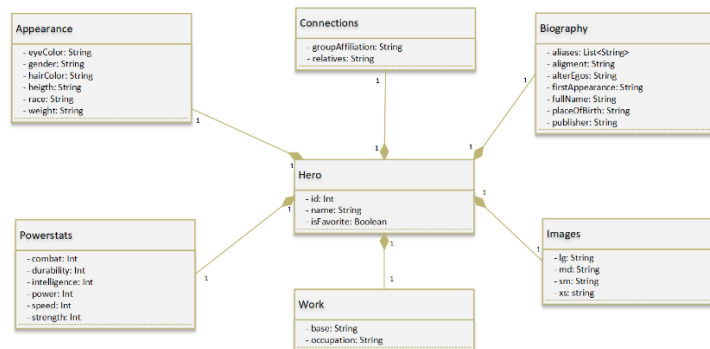 Appearance
- eyeColor: String
- gender: String
- hairColor: String
- heigth: String
- race: String
- weight: String
1
Connections
- groupAffiliation: String
- relatives: String
1
Biography
- aliases: List<String>
- aligment: String
- alterEgos: String
- firstAppearance: String
- fullName: String
- placeOfBirth: String
- publisher: String
1
Hero
- id: Int
- name: String
- isFavorite: Boolean
1
1
1
1
1
1
Powerstats
- combat: Int
- durability: Int
- intelligence: Int
- power: Int
- speed: Int
- strength: Int
1
Work
- base: String
- occupation: String
1
Images
- lg: String
- md: String
- sm: String
- xs: string
1